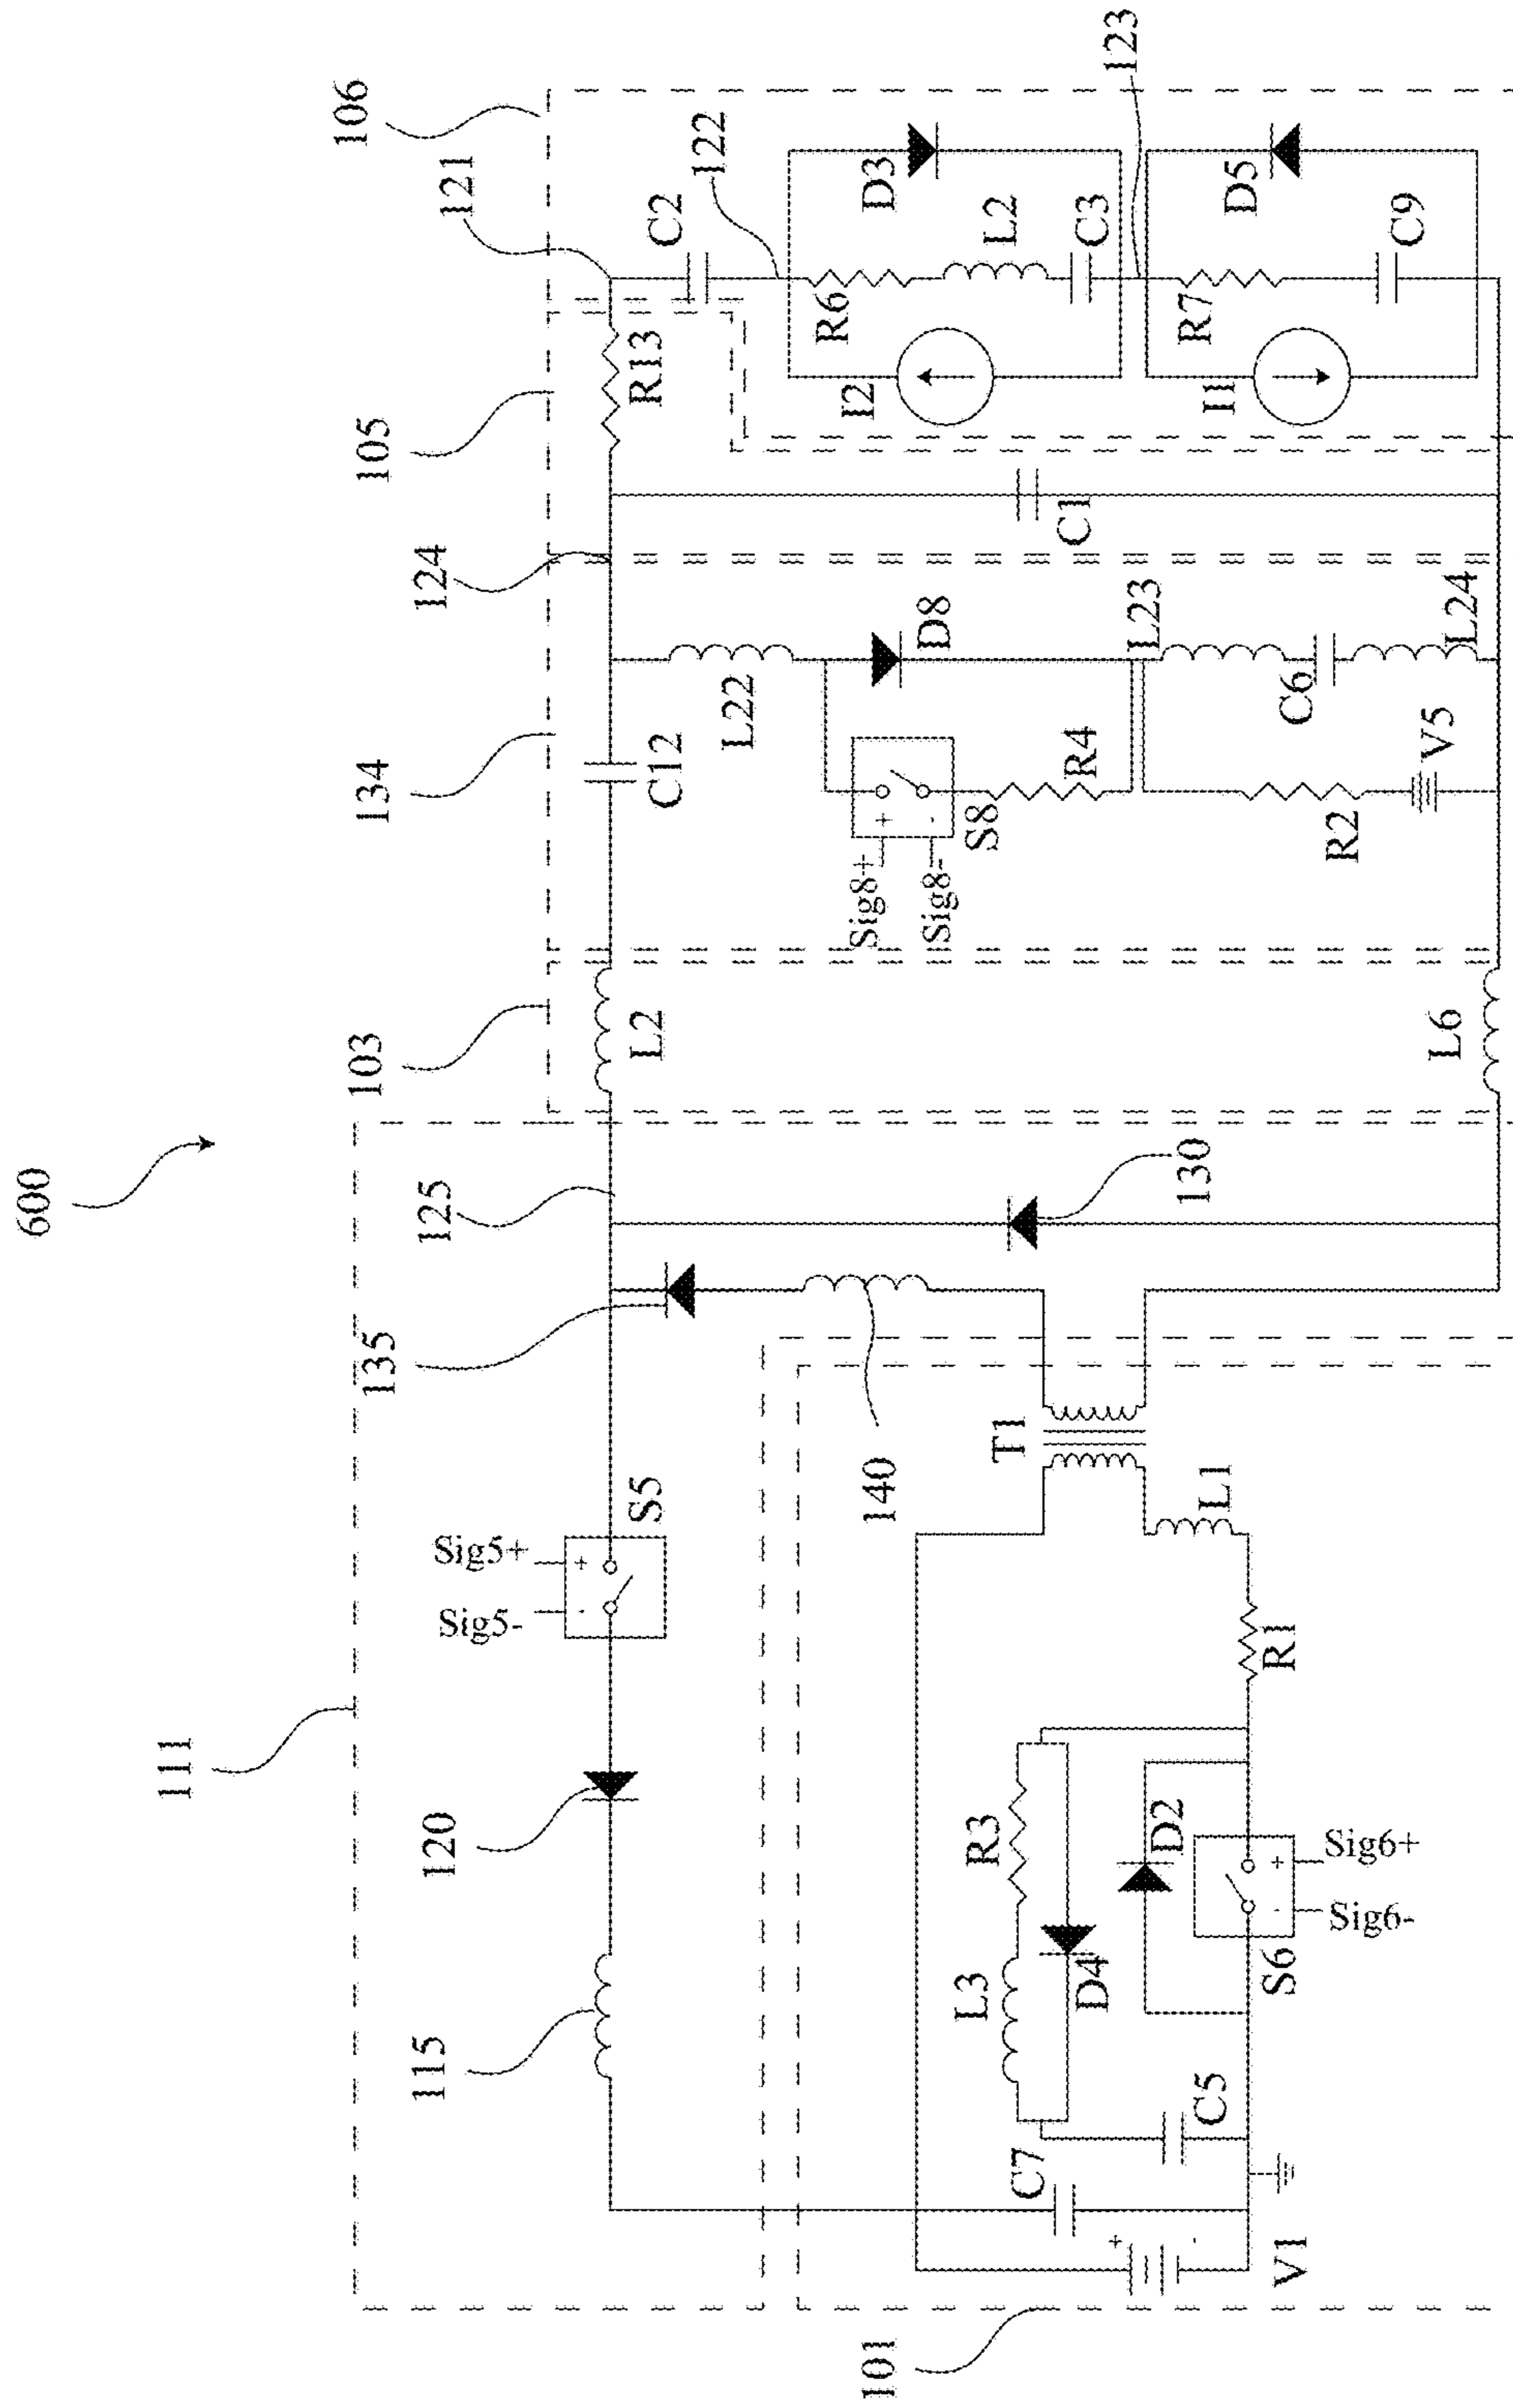 600
111
101
103
134
105
106
115
120
Sig5-
Sig5+
S5
135
125
130
140
124
121
122
123
L2
C12
R13
C2
L22
D8
Sig8+
Sig8-
+
-
S8
R4
L23
R2
V5
C6
L24
L6
C1
I2
R6
L2
C3
D3
I1
R7
C9
D5
T1
L1
R1
R3
L3
D4
D2
S6
Sig6+
Sig6-
+
-
C5
C7
V1
+
-
+
-